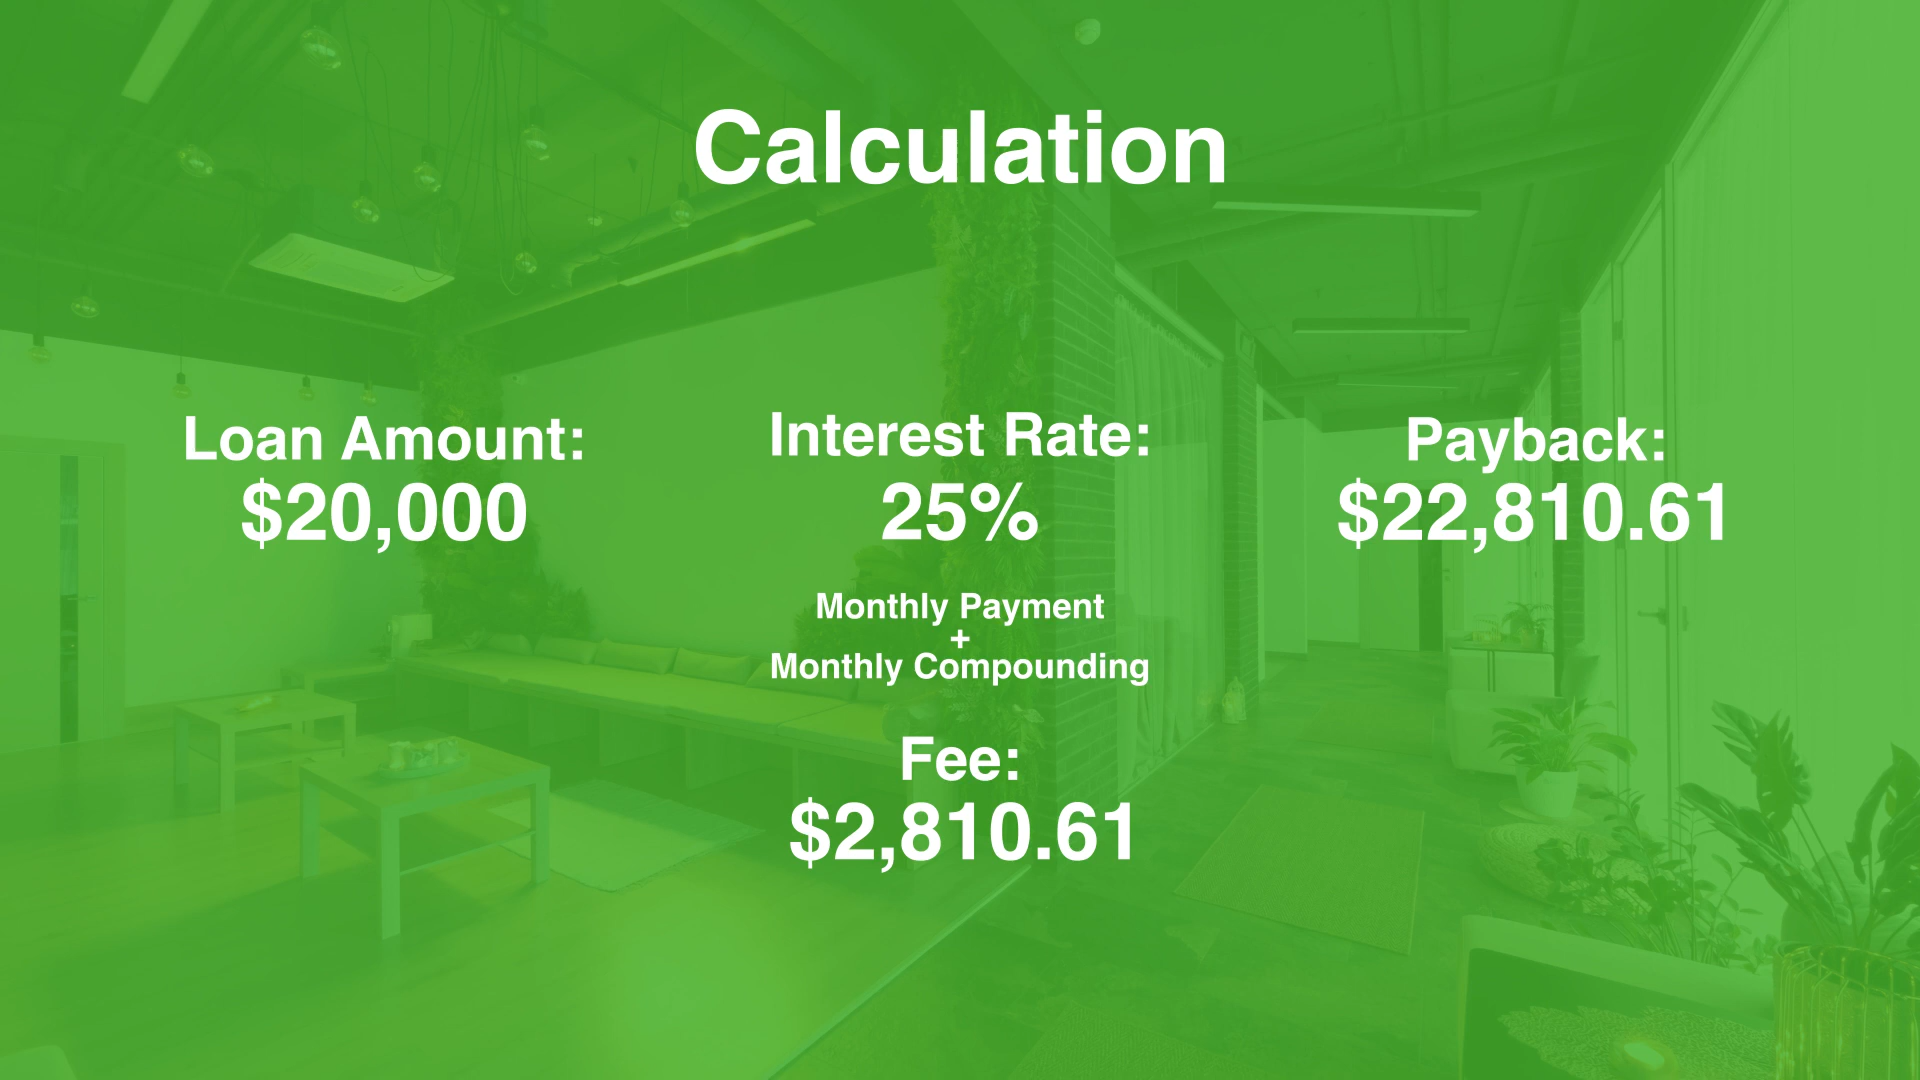 Calculation
Loan Amount:
$20,000
Interest Rate:
25%
Monthly Payment
+
Monthly Compounding
Fee:
$2,810.61
Payback:
$22,810.61